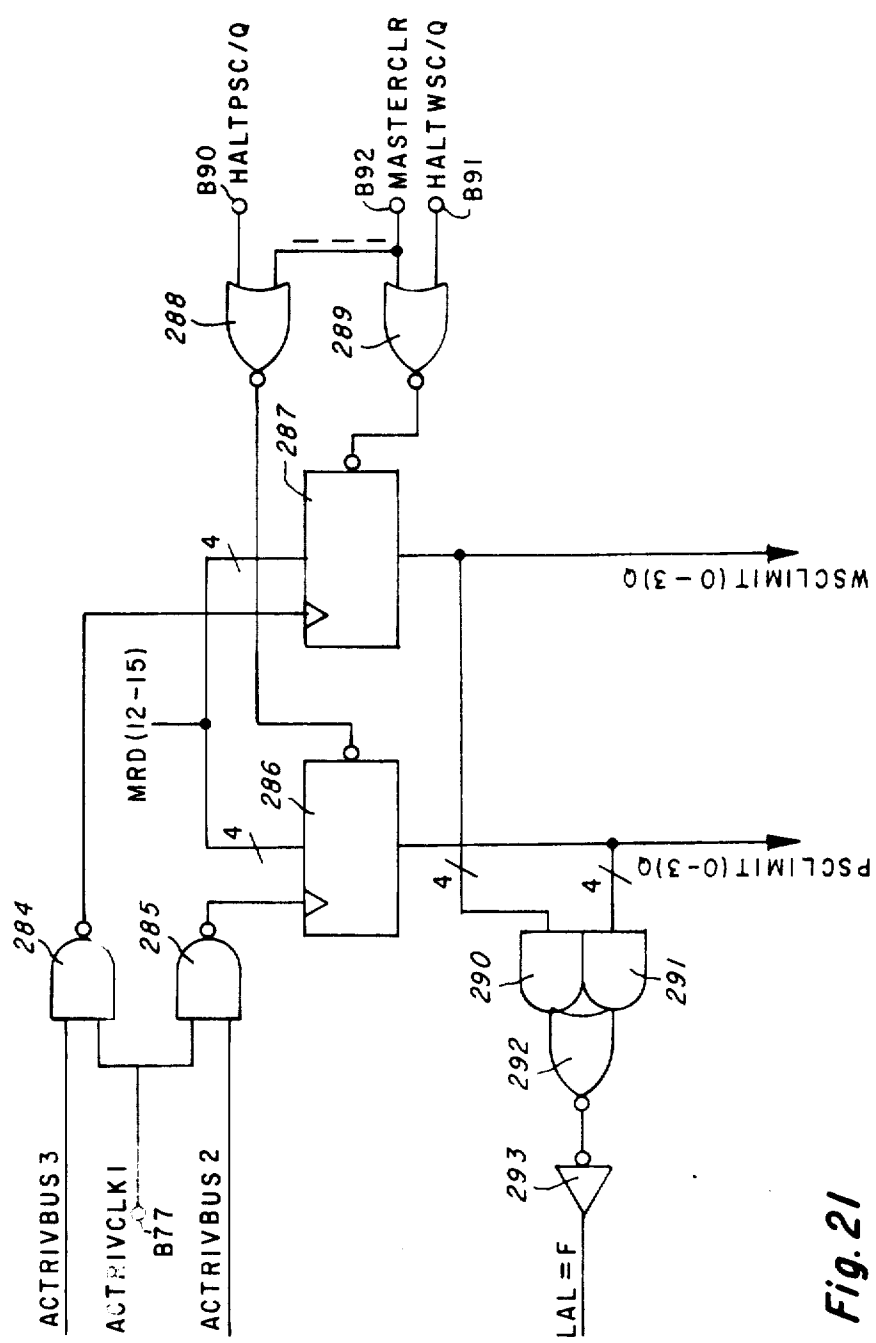 B90
HALTPSC/Q
B92
MASTERCLR
HALTWSC/Q
B91
288
289
287
4
MRD(12-15)
4
286
284
285
WSCLIMIT(0-3)Q
PSCLIMIT(0-3)Q
4
4
290
291
292
293
ACTRIVBUS3
ACTRIVCLK1
B77
ACTRIVBUS2
LAL=F
Fig. 21